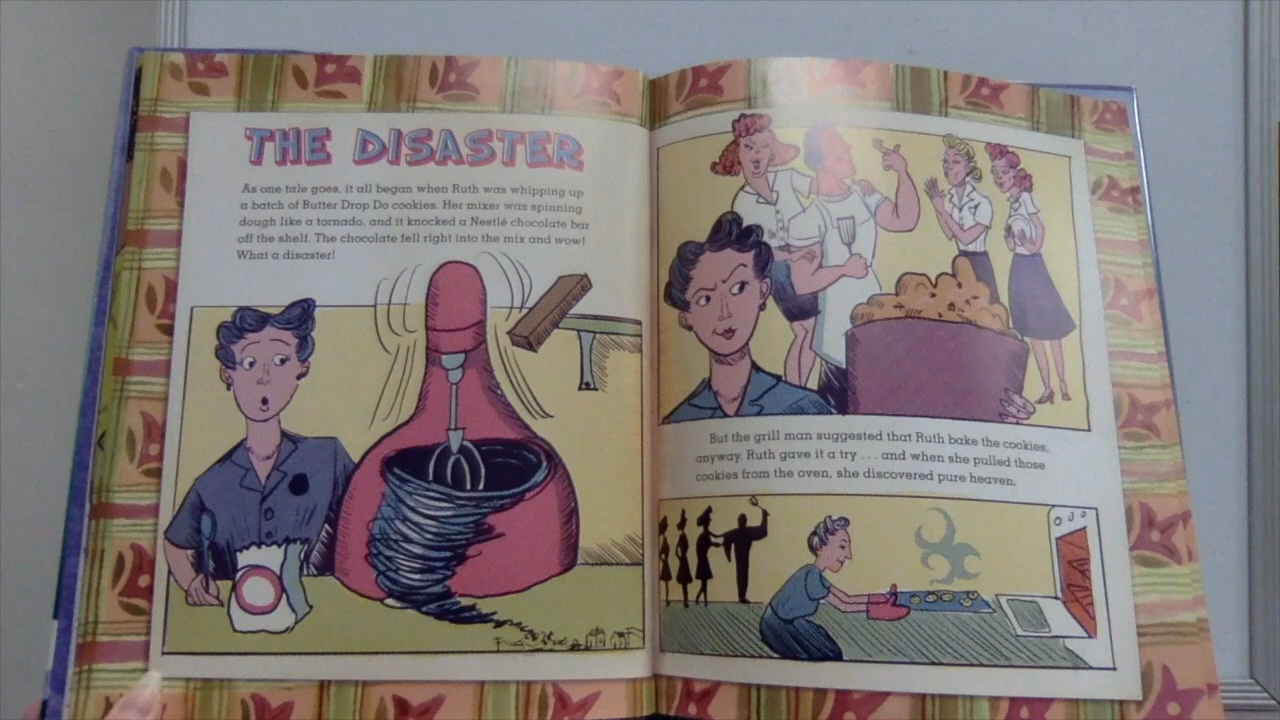 THE DISASTER
As one tale goes, it all began when Ruth was whipping up
a batch of Butter Drop Do cookies. Her mixer was spinning
dough like a tornado, and it knocked a Nestlé chocolate bar
off the shelf. The chocolate fell right into the mix and wow!
What a disaster!
But the grill man suggested that Ruth bake the cookies,
anyway. Ruth gave it a try . . . and when she pulled those
cookies from the oven, she discovered pure heaven.